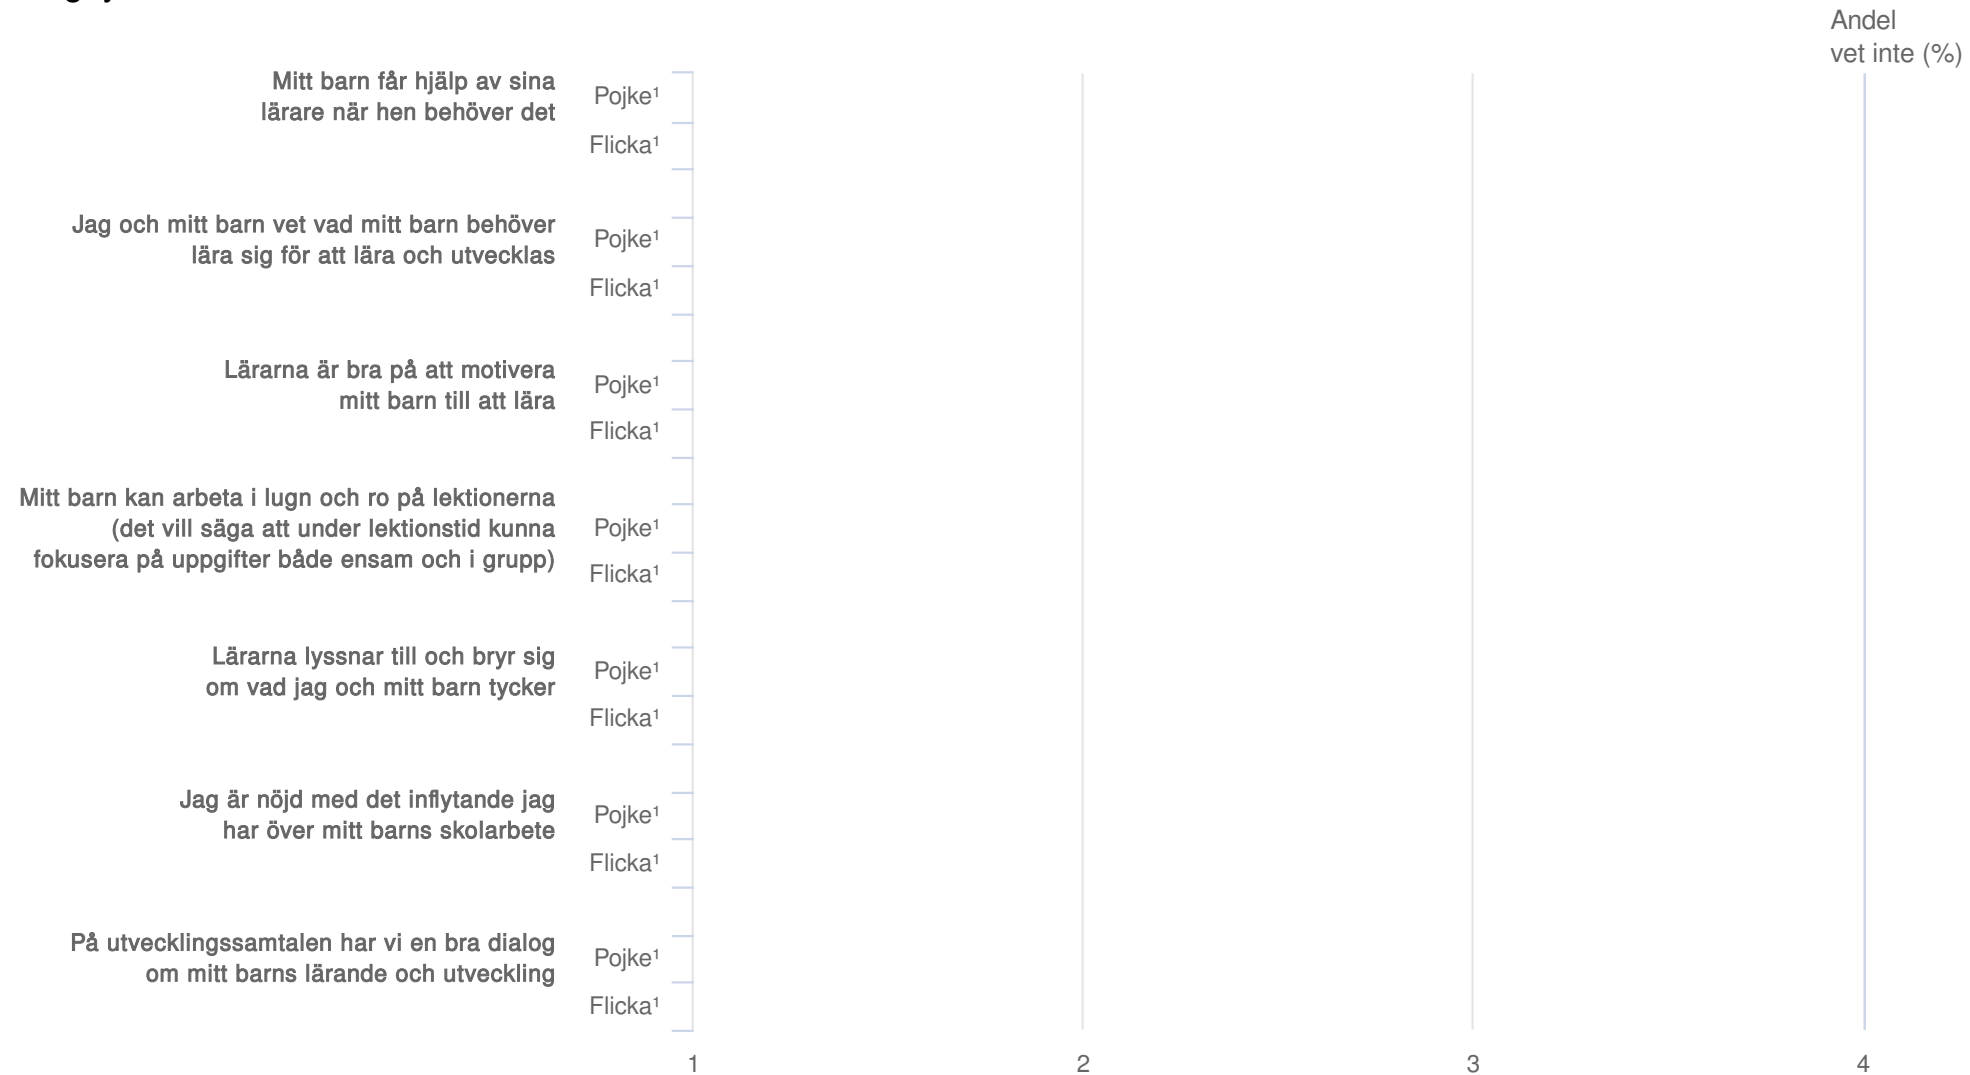 Andel
vet inte (%)
Mitt barn får hjälp av sina
lärare när hen behöver det
Pojke¹
Flicka¹
Jag och mitt barn vet vad mitt barn behöver
lära sig för att lära och utvecklas
Pojke¹
Flicka¹
Lärarna är bra på att motivera
mitt barn till att lära
Pojke¹
Flicka¹
Mitt barn kan arbeta i lugn och ro på lektionerna
(det vill säga att under lektionstid kunna
fokusera på uppgifter både ensam och i grupp)
Pojke¹
Flicka¹
Lärarna lyssnar till och bryr sig
om vad jag och mitt barn tycker
Pojke¹
Flicka¹
Jag är nöjd med det inflytande jag
har över mitt barns skolarbete
Pojke¹
Flicka¹
På utvecklingssamtalen har vi en bra dialog
om mitt barns lärande och utveckling
Pojke¹
Flicka¹
1 2 3 4